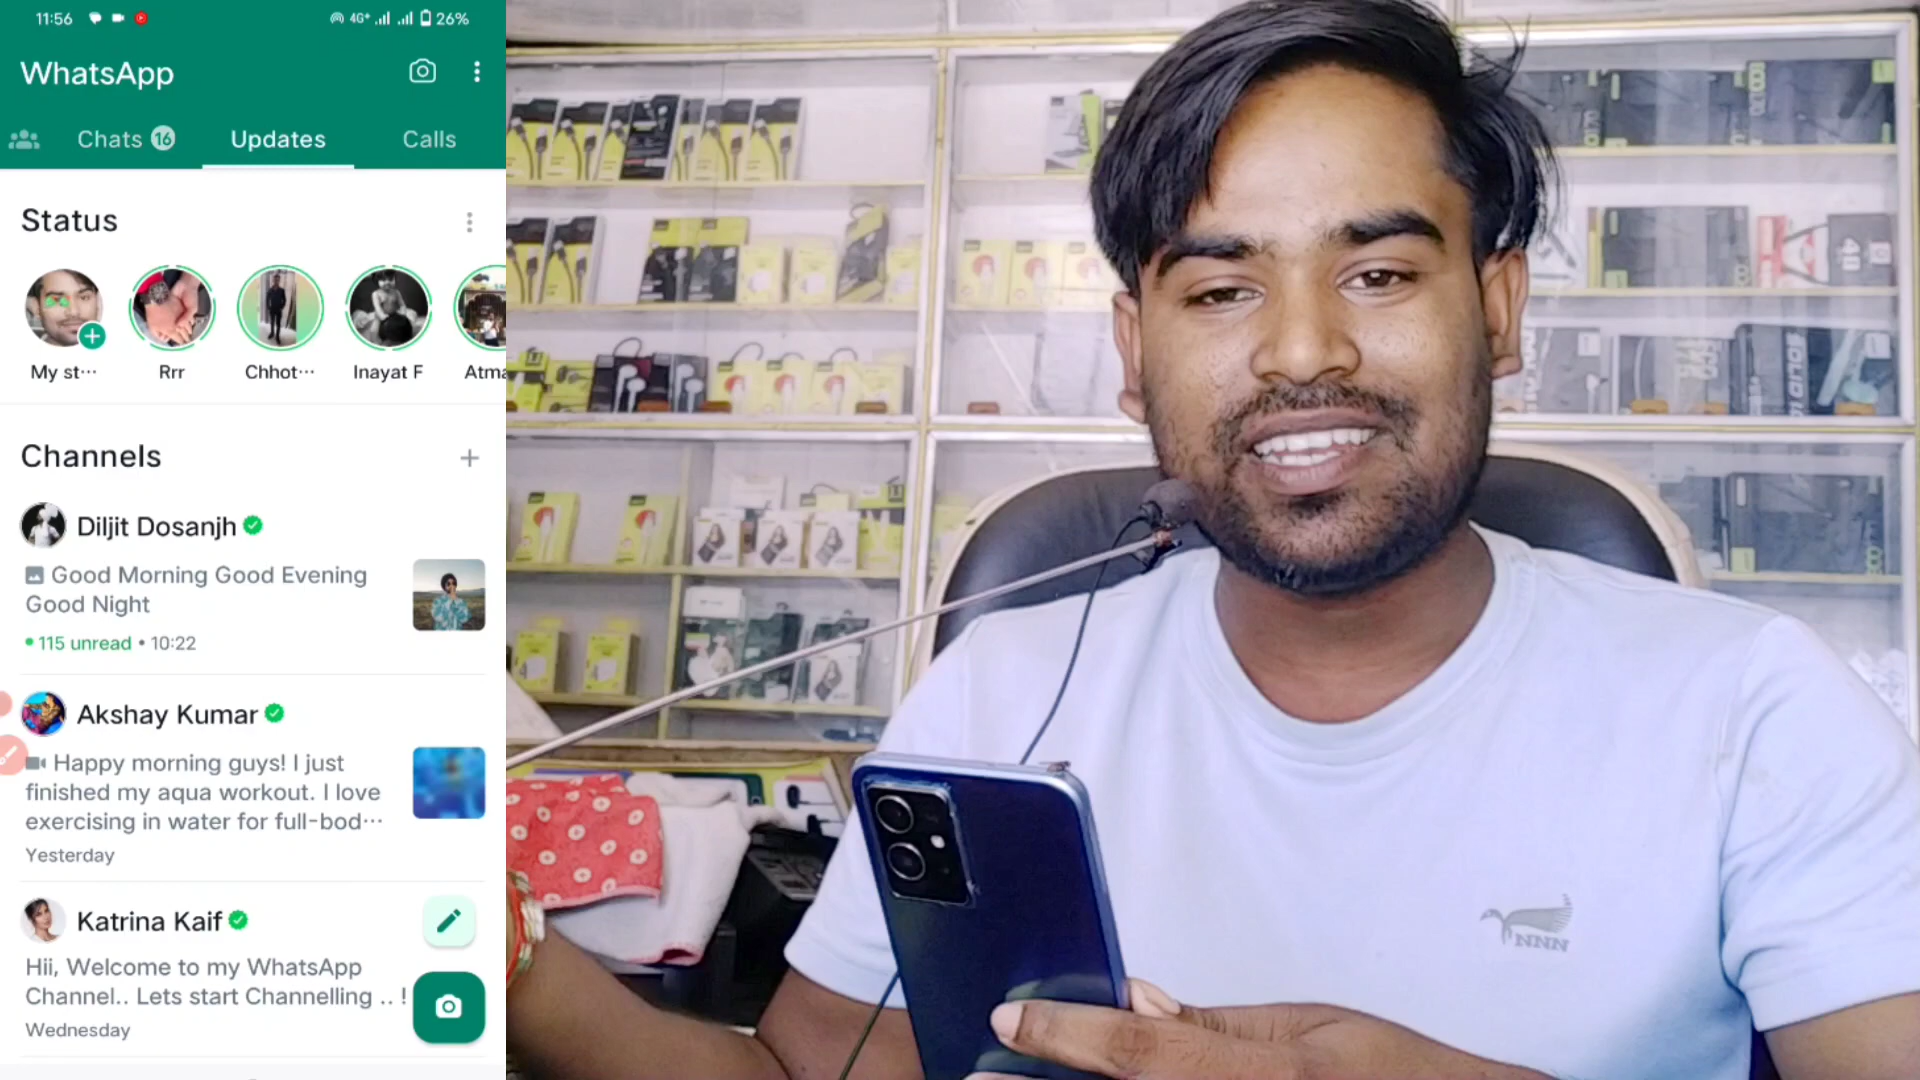 11:56
4G+
26%
WhatsApp
Chats 16
Updates
Calls
Status
My st···
Rrr
Chhot···
Inayat F
Atma
Channels
Diljit Dosanjh
Good Morning Good Evening
Good Night
115 unread • 10:22
Akshay Kumar
Happy morning guys! I just
finished my aqua workout. I love
exercising in water for full-bod···
Yesterday
Katrina Kaif
Hii, Welcome to my WhatsApp
Channel.. Lets start Channelling .. !
Wednesday
NNN